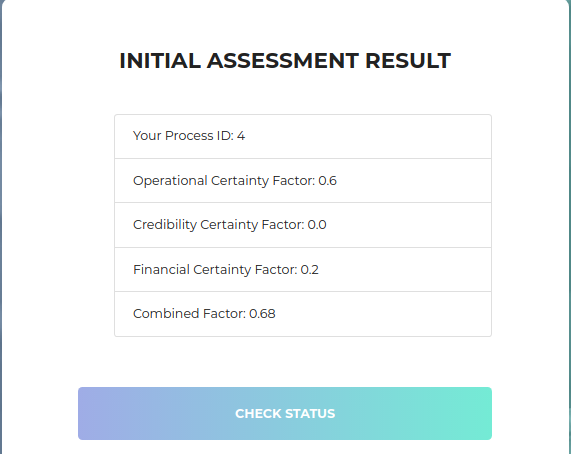 INITIAL ASSESSMENT RESULT
Your Process ID: 4
Operational Certainty Factor: 0.6
Credibility Certainty Factor: 0.0
Financial Certainty Factor: 0.2
Combined Factor: 0.68
CHECK STATUS